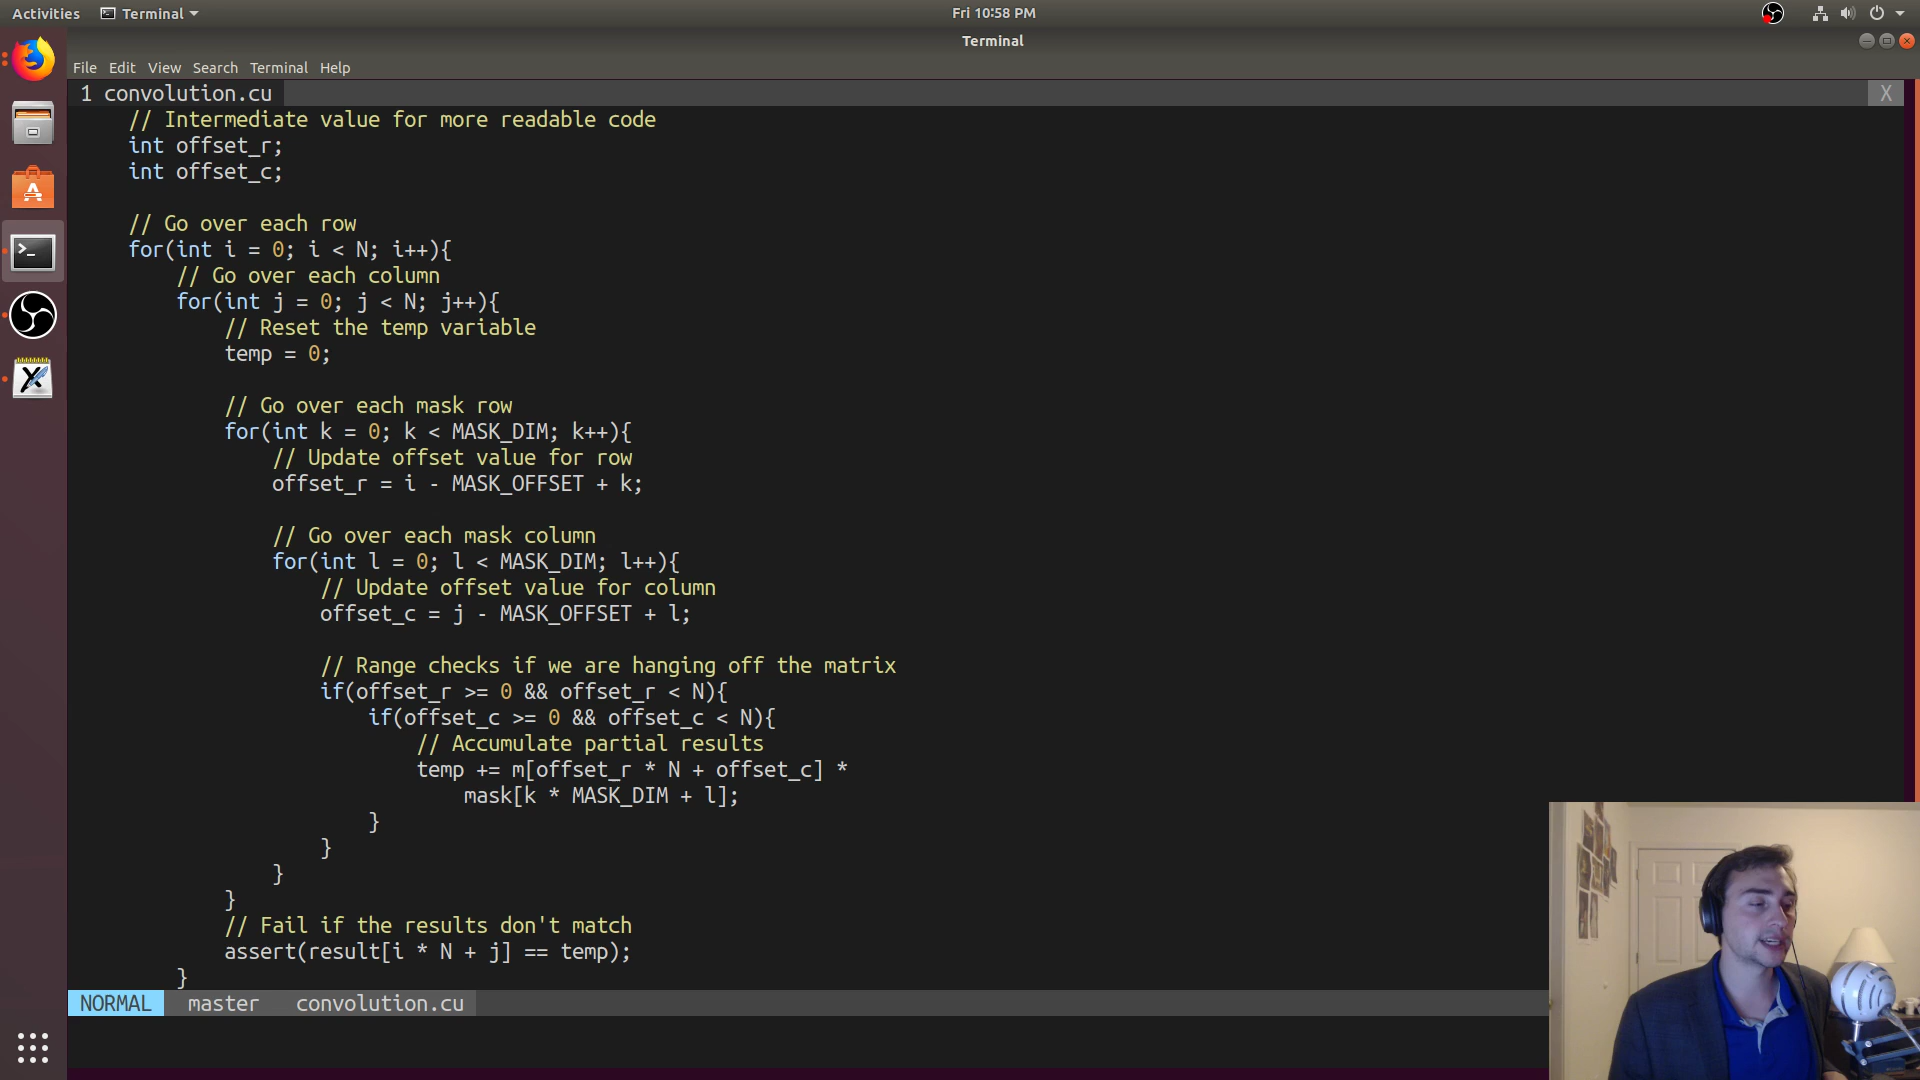 Activities Terminal Fri 10:58 PM
Terminal
File Edit View Search Terminal Help
1 convolution.cu X
// Intermediate value for more readable code
int offset_r;
int offset_c;
// Go over each row
for(int i = 0; i < N; i++){
// Go over each column
for(int j = 0; j < N; j++){
// Reset the temp variable
temp = 0;
// Go over each mask row
for(int k = 0; k < MASK_DIM; k++){
// Update offset value for row
offset_r = i - MASK_OFFSET + k;
// Go over each mask column
for(int l = 0; l < MASK_DIM; l++){
// Update offset value for column
offset_c = j - MASK_OFFSET + l;
// Range checks if we are hanging off the matrix
if(offset_r >= 0 && offset_r < N){
if(offset_c >= 0 && offset_c < N){
// Accumulate partial results
temp += m[offset_r * N + offset_c] *
mask[k * MASK_DIM + l];
}
}
}
}
// Fail if the results don't match
assert(result[i * N + j] == temp);
}
NORMAL master convolution.cu